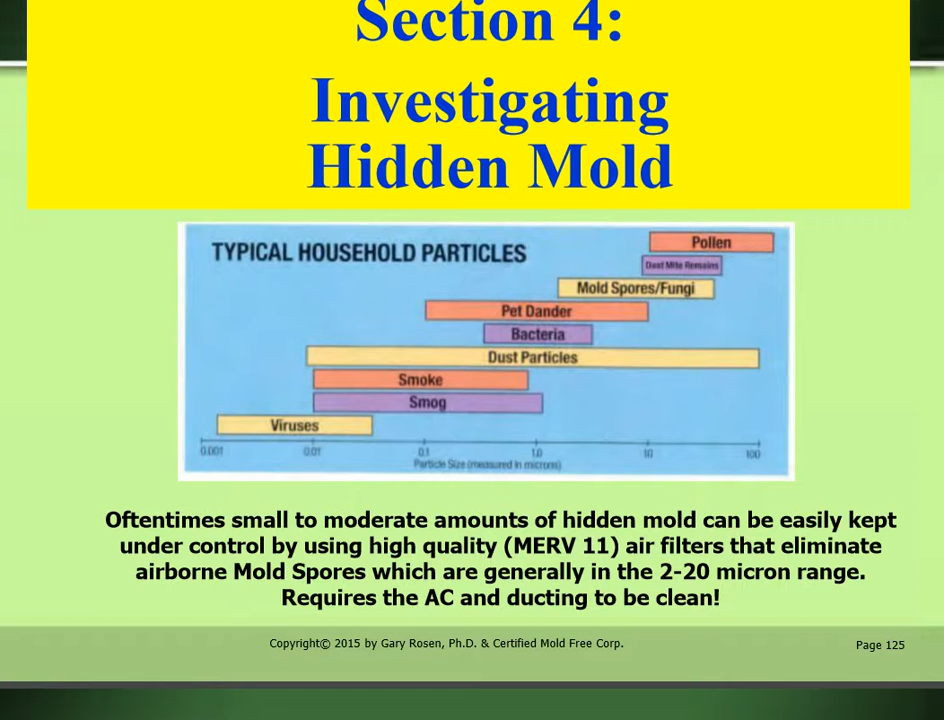 Section 4:
Investigating
Hidden Mold
TYPICAL HOUSEHOLD PARTICLES
Pollen
Dust Mite Remains
Mold Spores/Fungi
Pet Dander
Bacteria
Dust Particles
Smoke
Smog
Viruses
0.001 0.01 0.1 1.0 10 100
Particle Size (measured in microns)
Oftentimes small to moderate amounts of hidden mold can be easily kept
under control by using high quality (MERV 11) air filters that eliminate
airborne Mold Spores which are generally in the 2-20 micron range.
Requires the AC and ducting to be clean!
Copyright© 2015 by Gary Rosen, Ph.D. & Certified Mold Free Corp.
Page 125